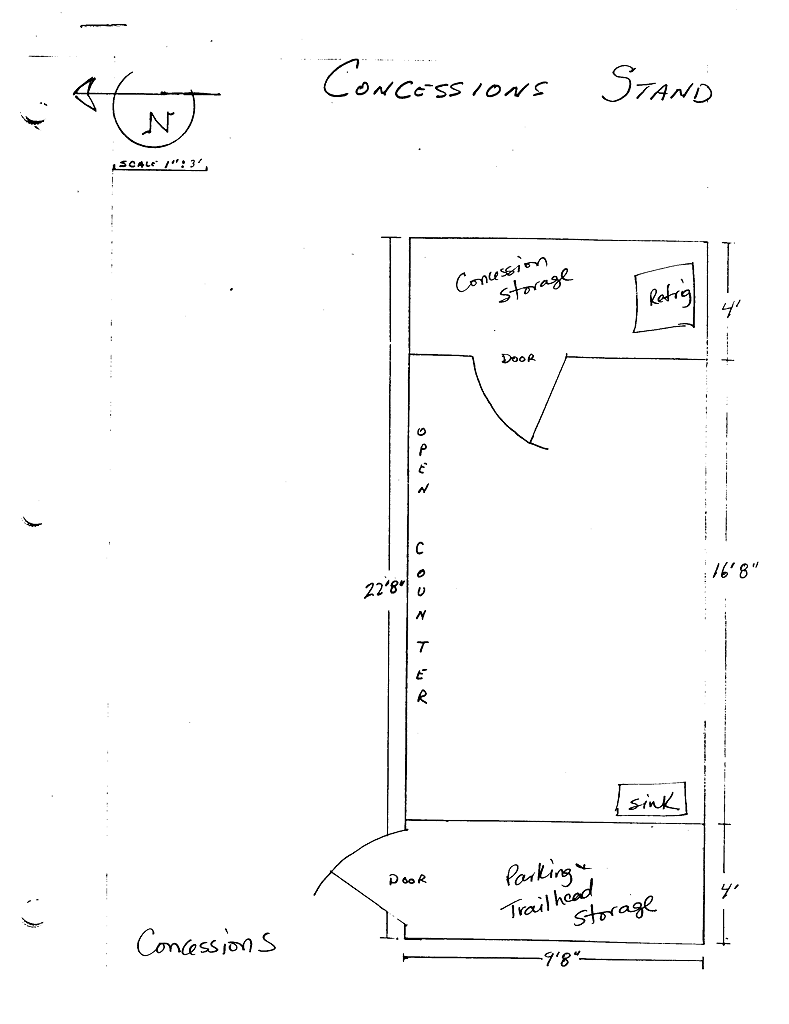 CONCESSIONS STAND
N
SCALE 1": 3'
Concession
Storage
Refrig
4'
DOOR
OPEN COUNTER
16'8"
22'8"
sink
DOOR
Parking &
Trailhead
Storage
4'
Concessions
9'8"